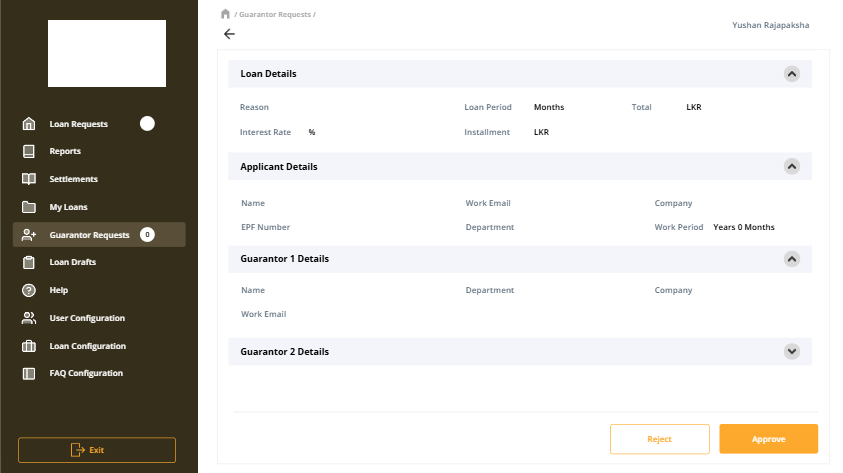 / Guarantor Requests /
Yushan Rajapaksha
Loan Requests
Reports
Settlements
My Loans
Guarantor Requests 0
Loan Drafts
Help
User Configuration
Loan Configuration
FAQ Configuration
Exit
Loan Details
Reason Loan Period Months Total LKR
Interest Rate % Installment LKR
Applicant Details
Name Work Email Company
EPF Number Department Work Period Years 0 Months
Guarantor 1 Details
Name Department Company
Work Email
Guarantor 2 Details
Reject Approve